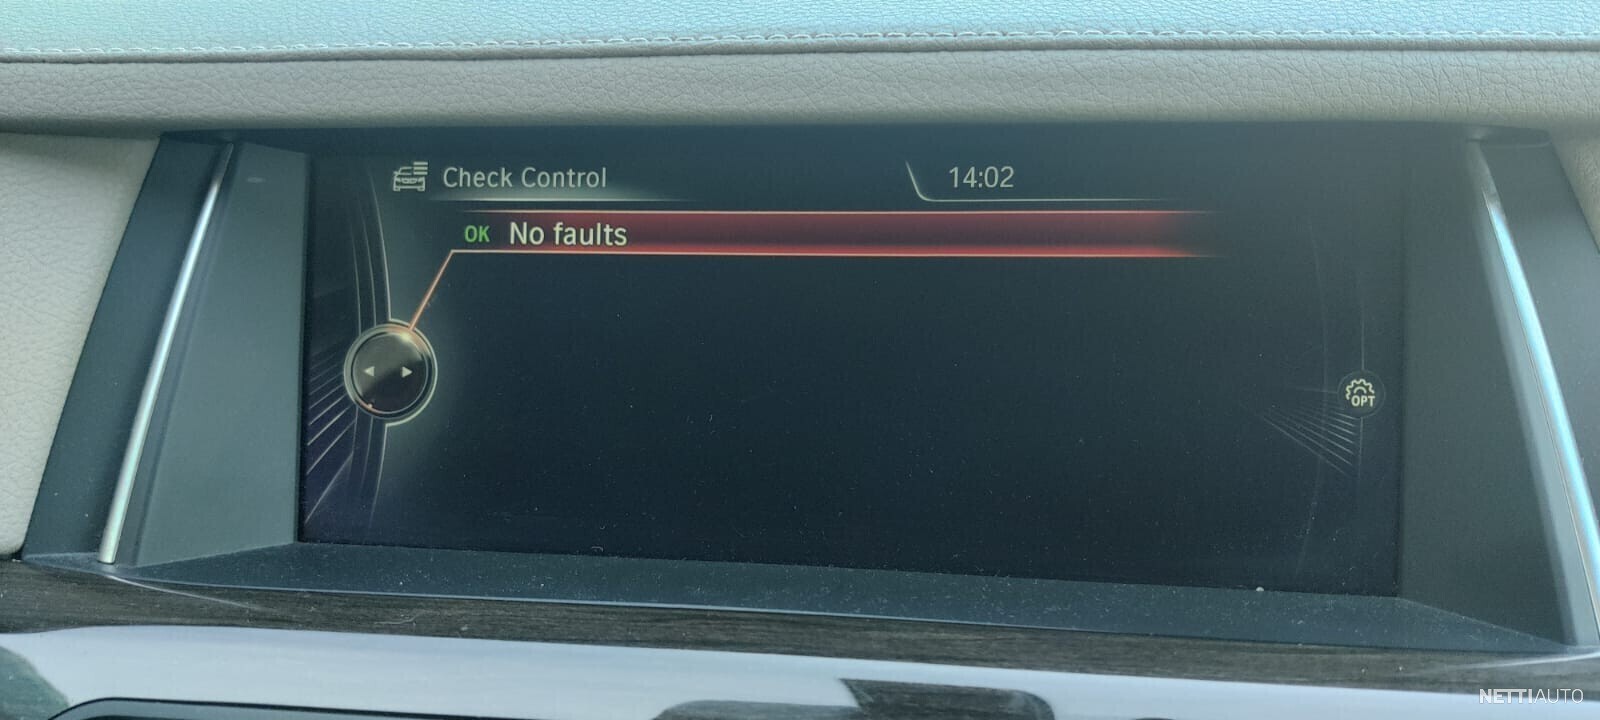 Check Control
14:02
OK No faults
OPT
NETTIAUTO